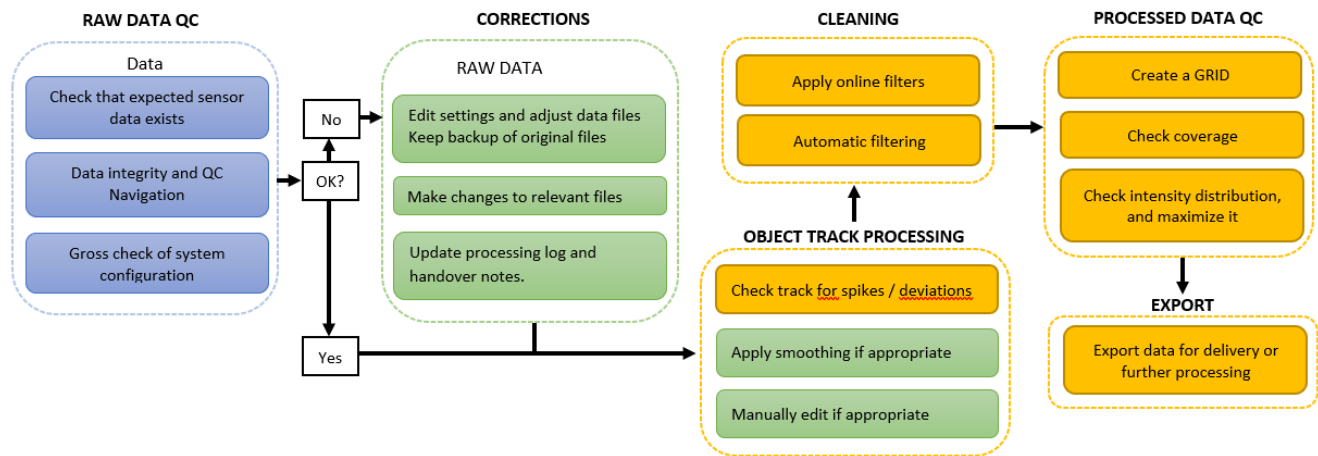 RAW DATA QC
Data
Check that expected sensor
data exists
Data integrity and QC
Navigation
Gross check of system
configuration
No
OK?
Yes
CORRECTIONS
RAW DATA
Edit settings and adjust data files
Keep backup of original files
Make changes to relevant files
Update processing log and
handover notes.
OBJECT TRACK PROCESSING
Check track for spikes / deviations
Apply smoothing if appropriate
Manually edit if appropriate
CLEANING
Apply online filters
Automatic filtering
PROCESSED DATA QC
Create a GRID
Check coverage
Check intensity distribution,
and maximize it
EXPORT
Export data for delivery or
further processing